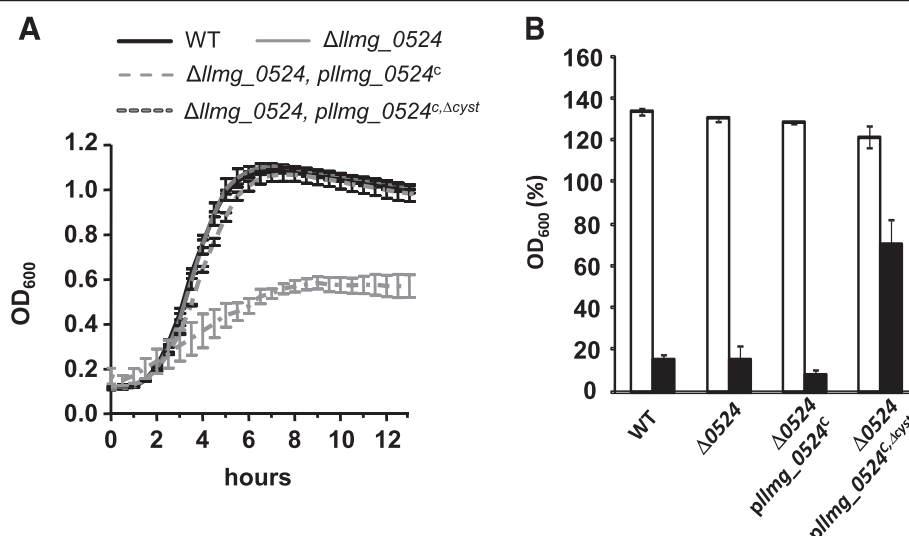 A
WT Δllmg_0524
Δllmg_0524, pllmg_0524ᶜ
Δllmg_0524, pllmg_0524c,Δcyst
1.2
1.0
0.8
0.6
0.4
0.2
0.0
OD600
0 2 4 6 8 10 12
hours
B
160
140
120
100
80
60
40
20
0
OD600 (%)
WT
Δ0524
Δ0524
pllmg_0524C
Δ0524
pllmg_0524C,Δcyst